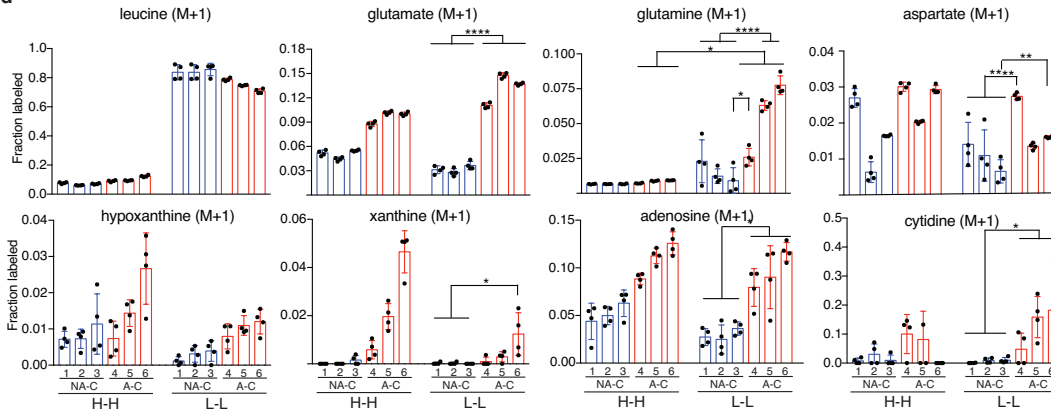 leucine (M+1)
glutamate (M+1)
glutamine (M+1)
aspartate (M+1)
Fraction labeled
1.0
0.8
0.6
0.4
0.2
0.0
0.18
0.15
0.12
0.09
0.06
0.03
0.00
****
0.100
0.075
0.050
0.025
****
*
*
0.04
0.03
0.02
0.01
****
**
hypoxanthine (M+1)
xanthine (M+1)
adenosine (M+1)
cytidine (M+1)
Fraction labeled
0.04
0.03
0.02
0.01
0.00
0.06
0.04
0.02
0.00
*
0.15
0.10
0.05
0.00
*
0.5
0.4
0.3
0.2
0.1
0.0
*
1 2 3 4 5 6 1 2 3 4 5 6
NA-C A-C NA-C A-C
H-H L-L
1 2 3 4 5 6 1 2 3 4 5 6
NA-C A-C NA-C A-C
H-H L-L
1 2 3 4 5 6 1 2 3 4 5 6
NA-C A-C NA-C A-C
H-H L-L
1 2 3 4 5 6 1 2 3 4 5 6
NA-C A-C NA-C A-C
H-H L-L